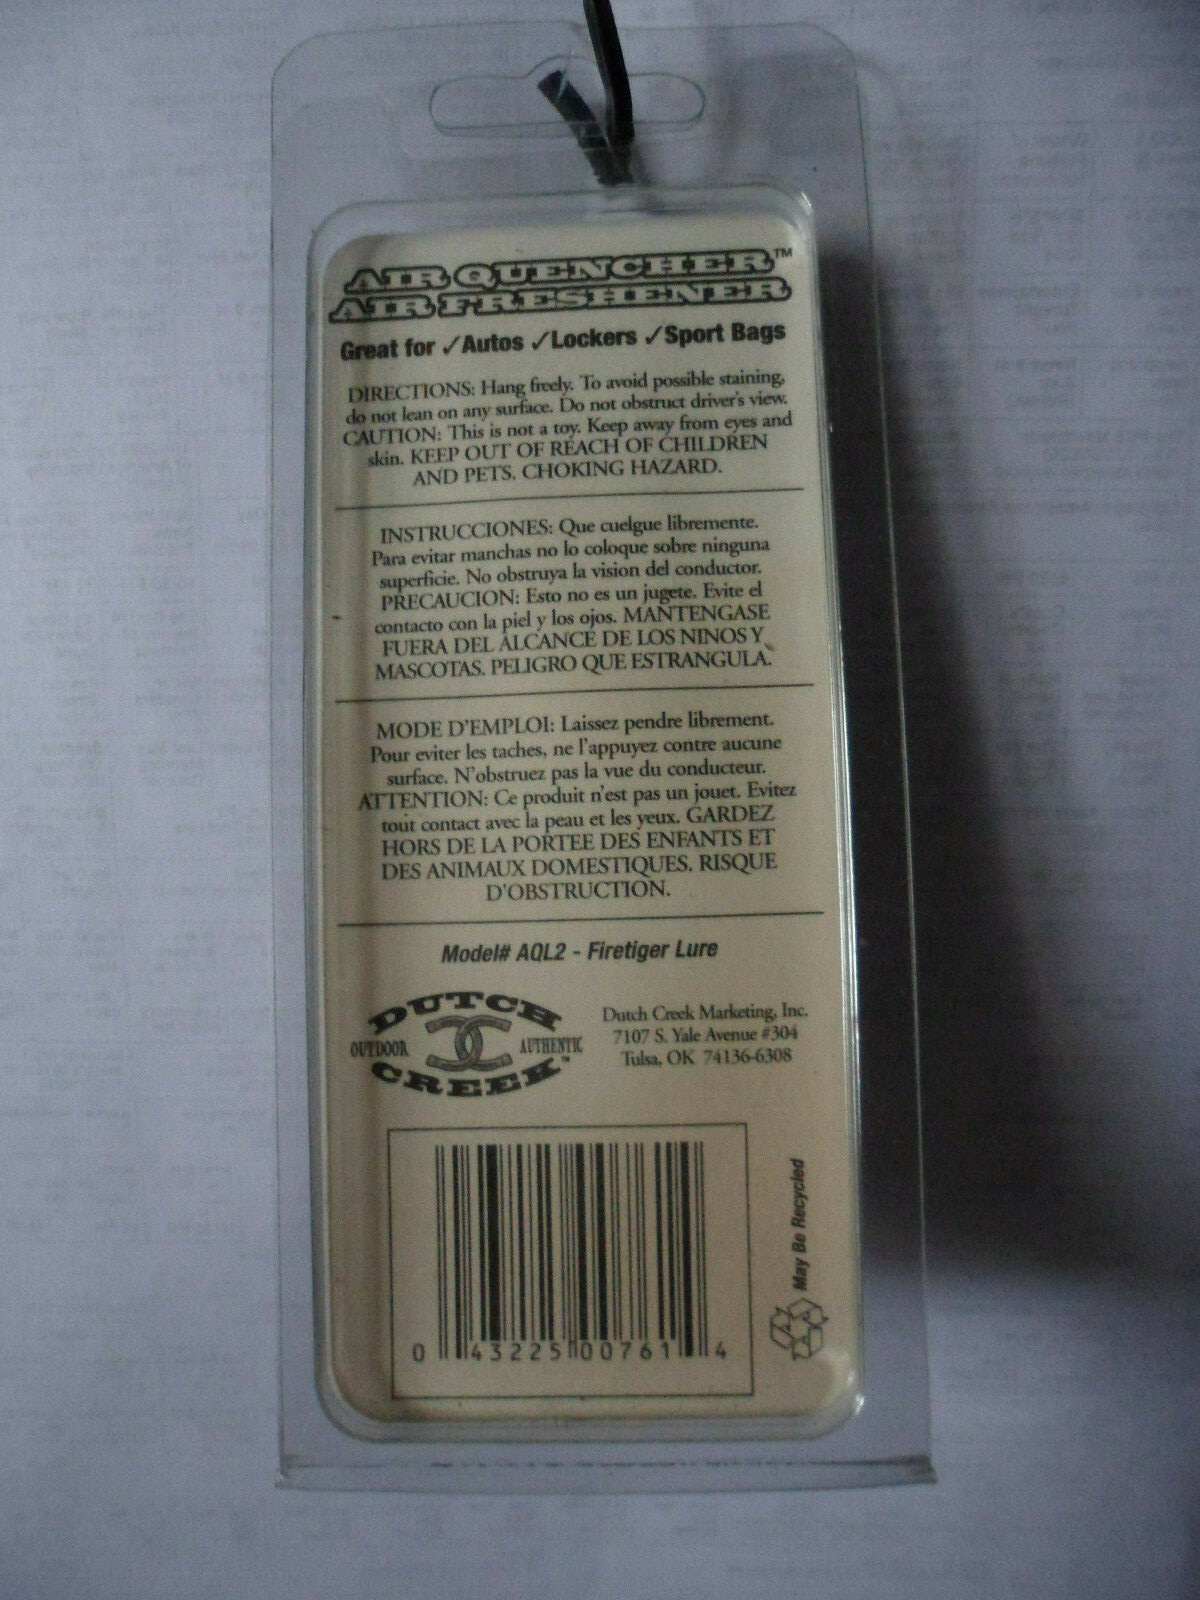 AIR QUENCHER™
AIR FRESHENER
Great for ✓Autos ✓Lockers ✓Sport Bags
DIRECTIONS: Hang freely. To avoid possible staining,
do not lean on any surface. Do not obstruct driver's view.
CAUTION: This is not a toy. Keep away from eyes and
skin. KEEP OUT OF REACH OF CHILDREN
AND PETS. CHOKING HAZARD.
INSTRUCCIONES: Que cuelgue libremente.
Para evitar manchas no lo coloque sobre ninguna
superficie. No obstruya la vision del conductor.
PRECAUCION: Esto no es un jugete. Evite el
contacto con la piel y los ojos. MANTENGASE
FUERA DEL ALCANCE DE LOS NINOS Y
MASCOTAS. PELIGRO QUE ESTRANGULA.
MODE D'EMPLOI: Laissez pendre librement.
Pour eviter les taches, ne l'appuyez contre aucune
surface. N'obstruez pas la vue du conducteur.
ATTENTION: Ce produit n'est pas un jouet. Evitez
tout contact avec la peau et les yeux. GARDEZ
HORS DE LA PORTEE DES ENFANTS ET
DES ANIMAUX DOMESTIQUES. RISQUE
D'OBSTRUCTION.
Model# AQL2 - Firetiger Lure
DUTCH
OUTDOOR AUTHENTIC
CREEK™
Dutch Creek Marketing, Inc.
7107 S. Yale Avenue #304
Tulsa, OK 74136-6308
May Be Recycled
0 43225 00761 4